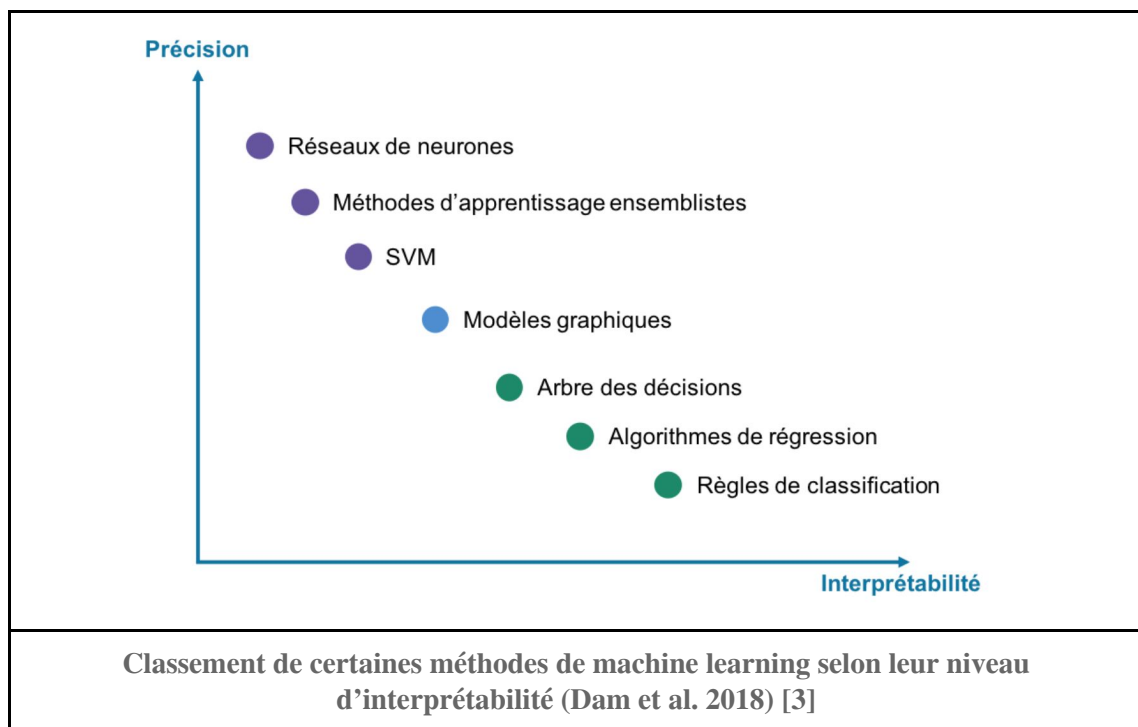 Précision
Réseaux de neurones
Méthodes d'apprentissage ensemblistes
SVM
Modèles graphiques
Arbre des décisions
Algorithmes de régression
Règles de classification
Interprétabilité
Classement de certaines méthodes de machine learning selon leur niveau
d’interprétabilité (Dam et al. 2018) [3]